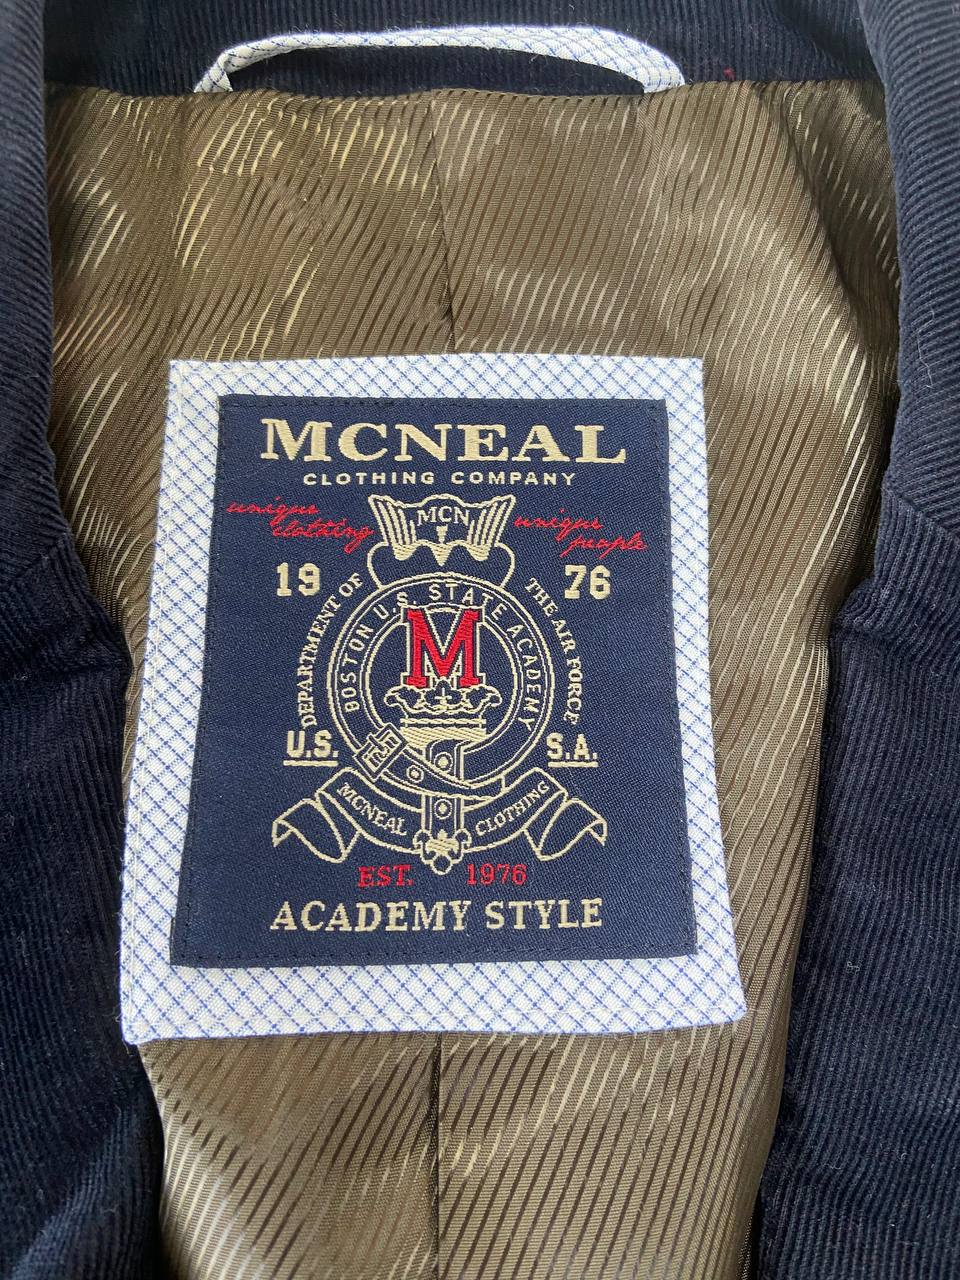 MCNEAL
CLOTHING COMPANY
unique clothing
unique people
MCN
19 76
DEPARTMENT OF
THE AIR FORCE
BOSTON U.S. STATE ACADEMY
M
U.S. S.A.
MCNEAL CLOTHING
EST. 1976
ACADEMY STYLE